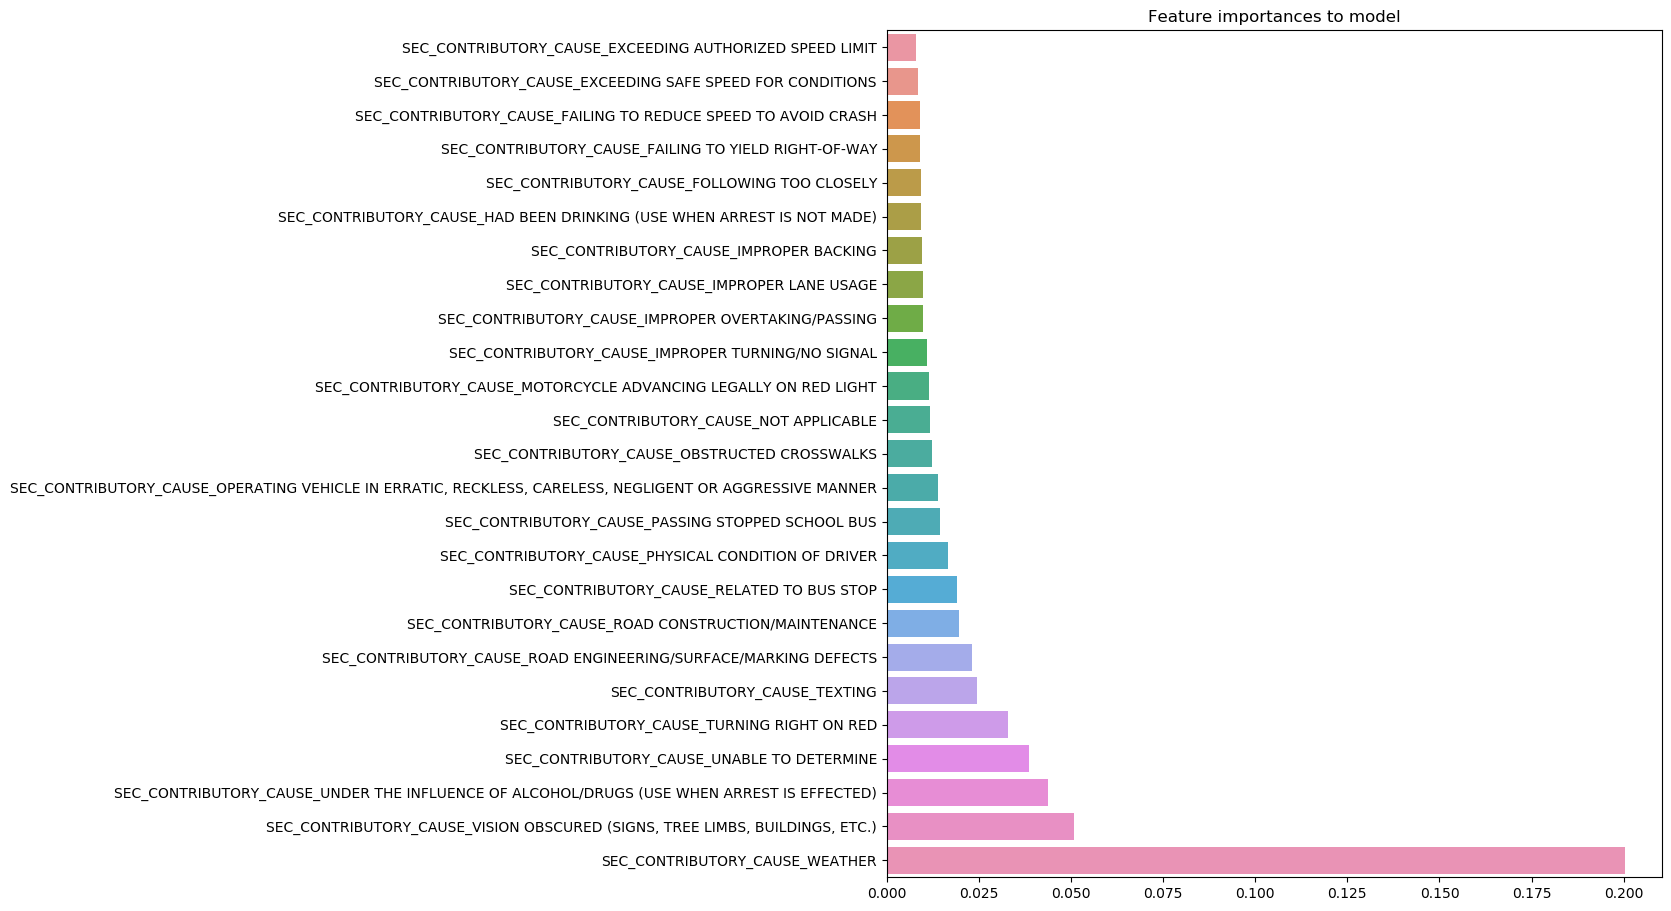 Feature importances to model
SEC_CONTRIBUTORY_CAUSE_EXCEEDING AUTHORIZED SPEED LIMIT
SEC_CONTRIBUTORY_CAUSE_EXCEEDING SAFE SPEED FOR CONDITIONS
SEC_CONTRIBUTORY_CAUSE_FAILING TO REDUCE SPEED TO AVOID CRASH
SEC_CONTRIBUTORY_CAUSE_FAILING TO YIELD RIGHT-OF-WAY
SEC_CONTRIBUTORY_CAUSE_FOLLOWING TOO CLOSELY
SEC_CONTRIBUTORY_CAUSE_HAD BEEN DRINKING (USE WHEN ARREST IS NOT MADE)
SEC_CONTRIBUTORY_CAUSE_IMPROPER BACKING
SEC_CONTRIBUTORY_CAUSE_IMPROPER LANE USAGE
SEC_CONTRIBUTORY_CAUSE_IMPROPER OVERTAKING/PASSING
SEC_CONTRIBUTORY_CAUSE_IMPROPER TURNING/NO SIGNAL
SEC_CONTRIBUTORY_CAUSE_MOTORCYCLE ADVANCING LEGALLY ON RED LIGHT
SEC_CONTRIBUTORY_CAUSE_NOT APPLICABLE
SEC_CONTRIBUTORY_CAUSE_OBSTRUCTED CROSSWALKS
SEC_CONTRIBUTORY_CAUSE_OPERATING VEHICLE IN ERRATIC, RECKLESS, CARELESS, NEGLIGENT OR AGGRESSIVE MANNER
SEC_CONTRIBUTORY_CAUSE_PASSING STOPPED SCHOOL BUS
SEC_CONTRIBUTORY_CAUSE_PHYSICAL CONDITION OF DRIVER
SEC_CONTRIBUTORY_CAUSE_RELATED TO BUS STOP
SEC_CONTRIBUTORY_CAUSE_ROAD CONSTRUCTION/MAINTENANCE
SEC_CONTRIBUTORY_CAUSE_ROAD ENGINEERING/SURFACE/MARKING DEFECTS
SEC_CONTRIBUTORY_CAUSE_TEXTING
SEC_CONTRIBUTORY_CAUSE_TURNING RIGHT ON RED
SEC_CONTRIBUTORY_CAUSE_UNABLE TO DETERMINE
SEC_CONTRIBUTORY_CAUSE_UNDER THE INFLUENCE OF ALCOHOL/DRUGS (USE WHEN ARREST IS EFFECTED)
SEC_CONTRIBUTORY_CAUSE_VISION OBSCURED (SIGNS, TREE LIMBS, BUILDINGS, ETC.)
SEC_CONTRIBUTORY_CAUSE_WEATHER
0.000 0.025 0.050 0.075 0.100 0.125 0.150 0.175 0.200